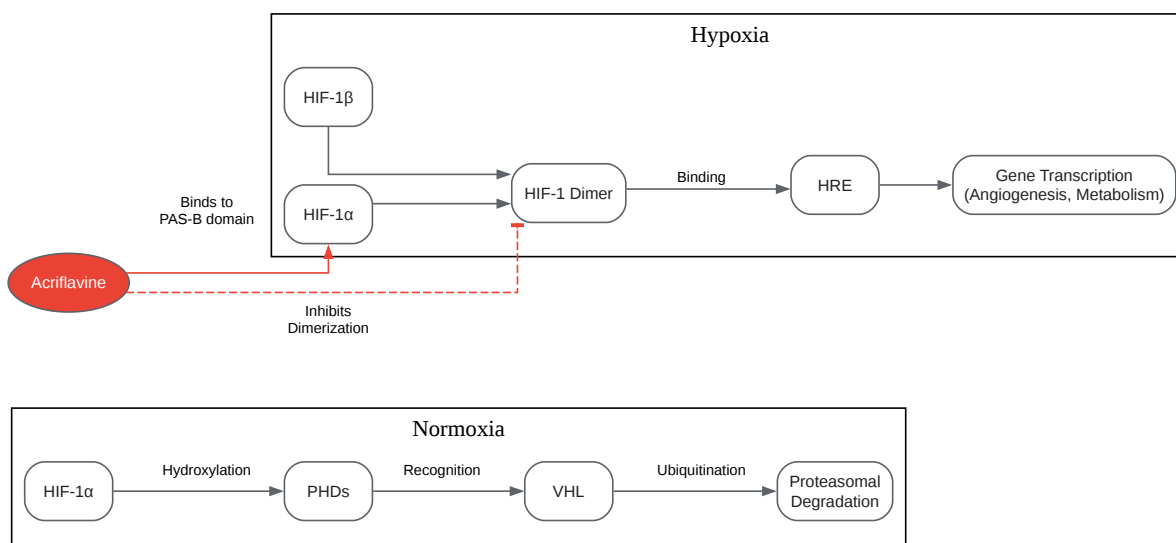 Hypoxia
HIF-1β
HIF-1α
HIF-1 Dimer
Binding
HRE
Gene Transcription
(Angiogenesis, Metabolism)
Binds to
PAS-B domain
Acriflavine
Inhibits
Dimerization
Normoxia
HIF-1α
Hydroxylation
PHDs
Recognition
VHL
Ubiquitination
Proteasomal
Degradation